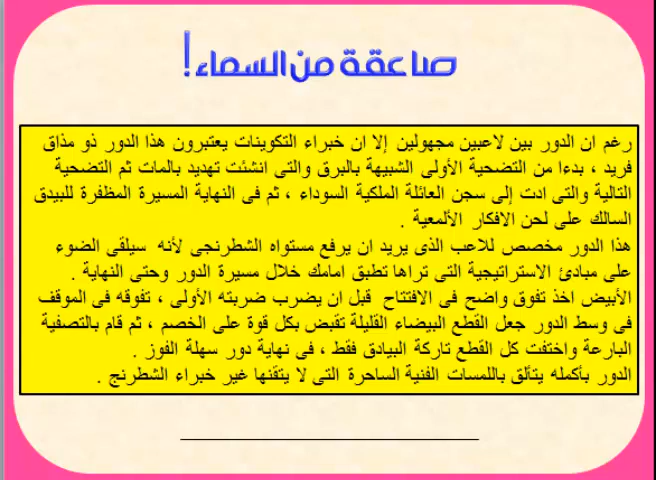 صاعقة من السماء!
رغم ان الدور بين لاعبين مجهولين إلا ان خبراء التكوينات يعتبرون هذا الدور ذو مذاق
فريد ، بدءا من التضحية الأولى الشبيهة بالبرق والتى انشئت تهديد بالمات ثم التضحية
التالية والتى ادت إلى سجن العائلة الملكية السوداء ، ثم فى النهاية المسيرة المظفرة للبيدق
السالك على لحن الافكار الألمعية .
هذا الدور مخصص للاعب الذى يريد ان يرفع مستواه الشطرنجى لأنه سيلقى الضوء
على مبادئ الاستراتيجية التى تراها تطبق امامك خلال مسيرة الدور وحتى النهاية .
الأبيض اخذ تفوق واضح فى الافتتاح قبل ان يضرب ضربته الأولى ، تفوقه فى الموقف
فى وسط الدور جعل القطع البيضاء القليلة تقبض بكل قوة على الخصم ، ثم قام بالتصفية
البارعة واختفت كل القطع تاركة البيادق فقط ، فى نهاية دور سهلة الفوز .
الدور بأكمله يتألق باللمسات الفنية الساحرة التى لا يتقنها غير خبراء الشطرنج .